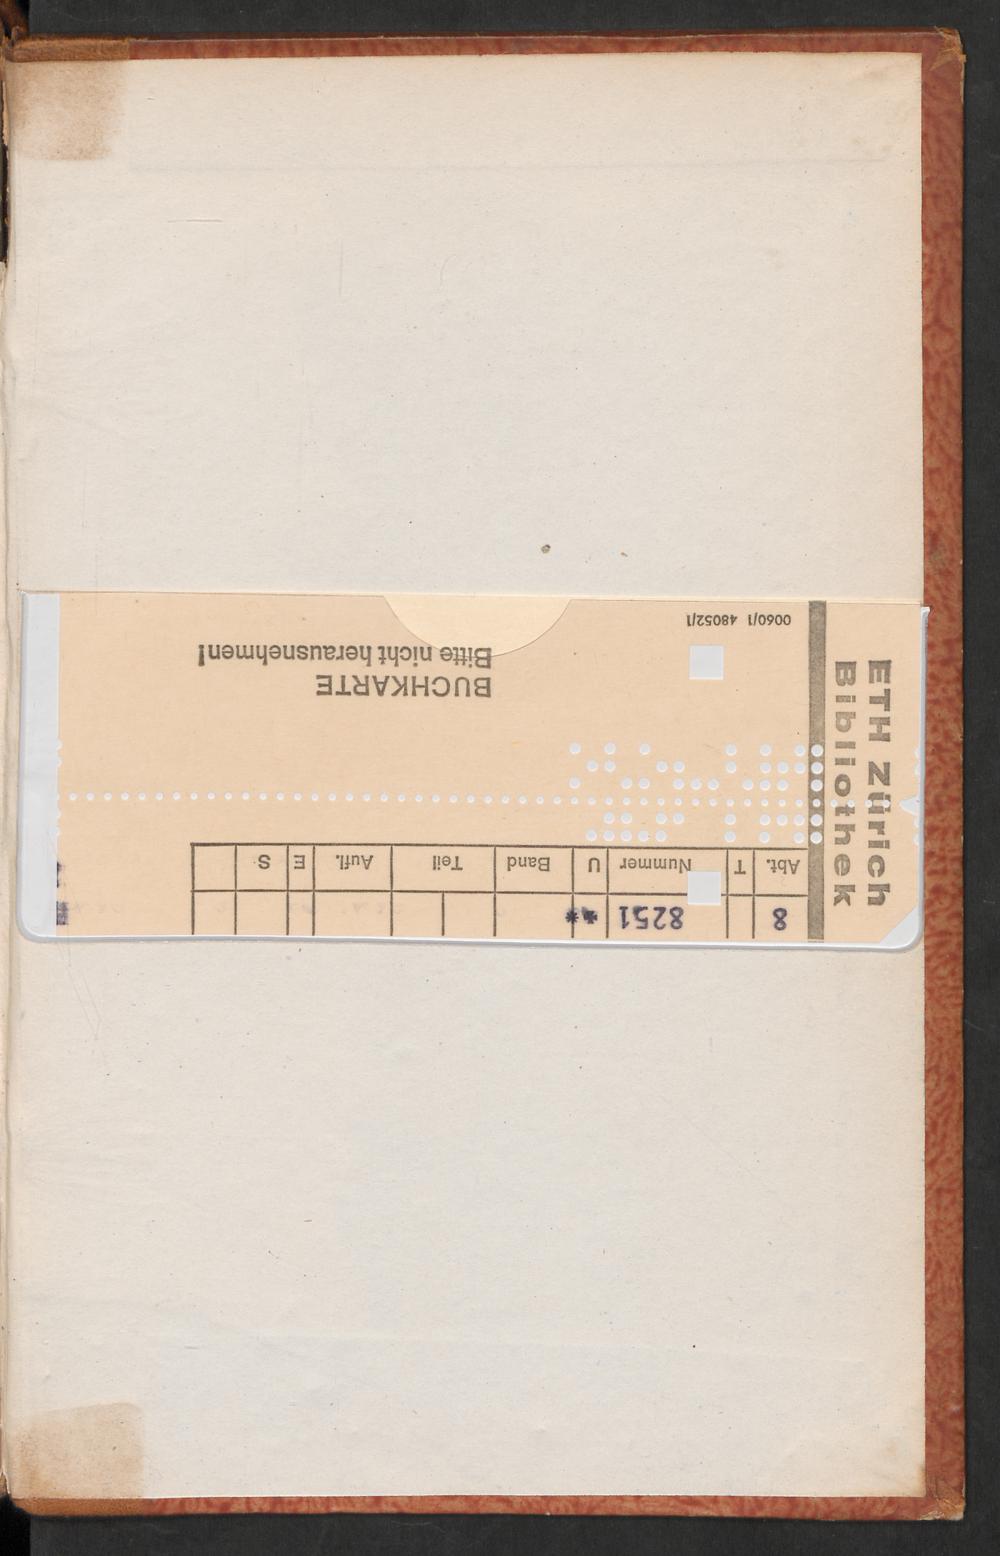 8 8251 **
Abt. T Nummer U Band Teil Aufl. E S
ETH Zürich
Bibliothek
BUCHKARTE
Bitte nicht herausnehmen!
0060/1 48052/1